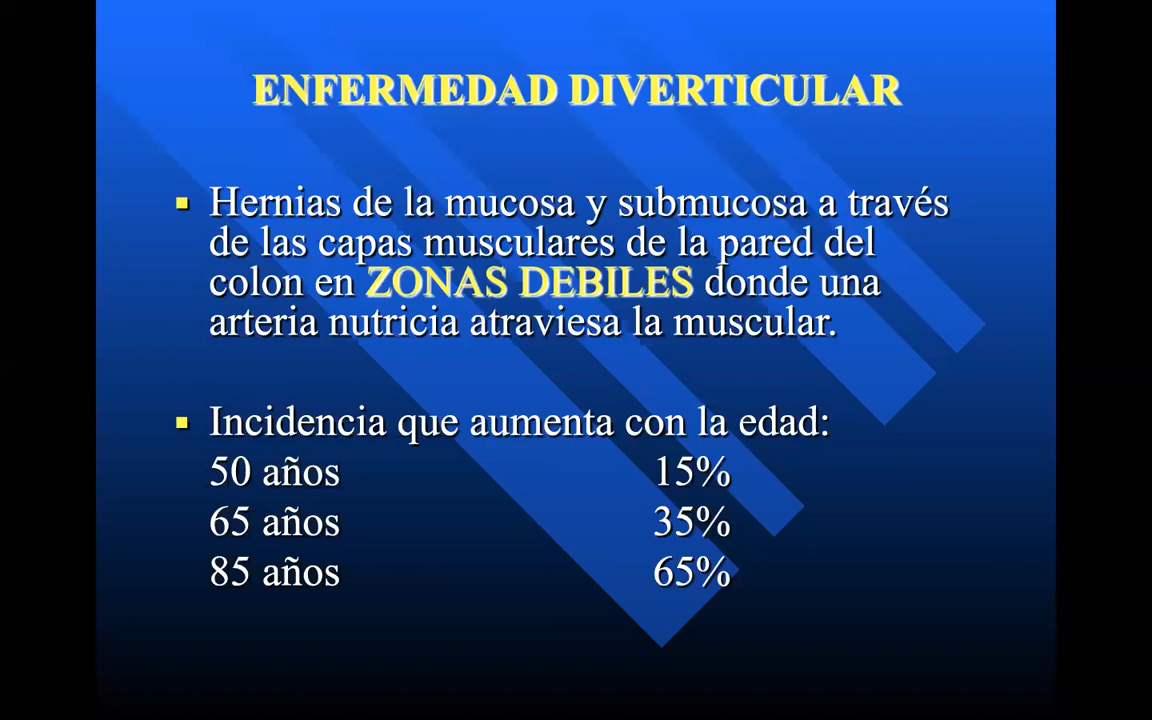 ENFERMEDAD DIVERTICULAR
Hernias de la mucosa y submucosa a través
de las capas musculares de la pared del
colon en ZONAS DEBILES donde una
arteria nutricia atraviesa la muscular.
Incidencia que aumenta con la edad:
50 años 15%
65 años 35%
85 años 65%